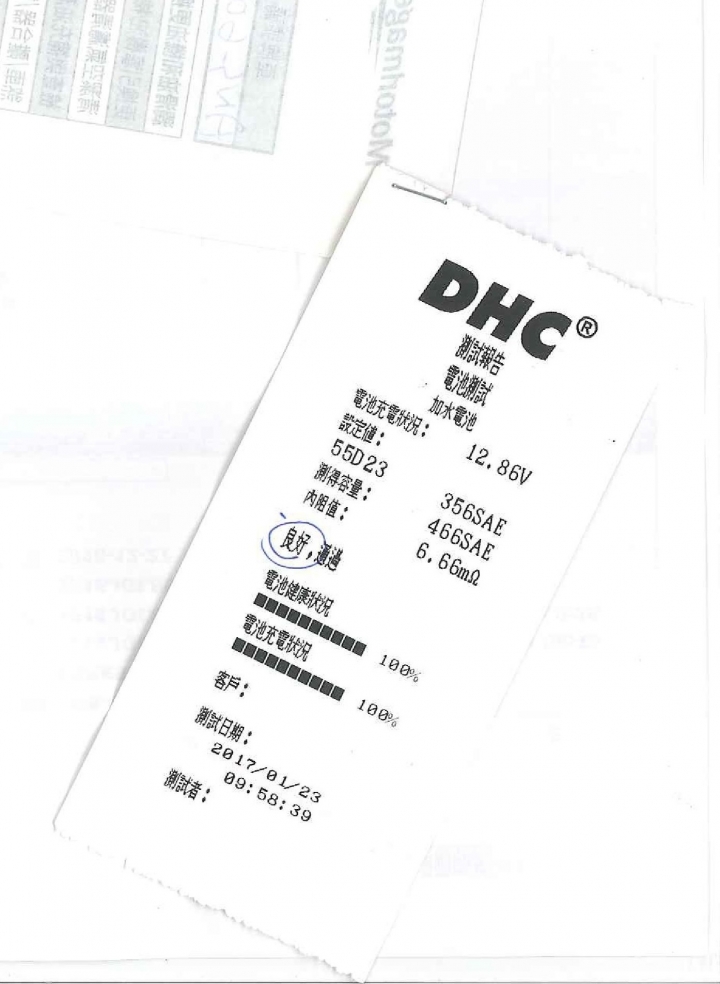 DHC®
測試報告
電池測試
加水電池
電池充電狀況： 12.86V
設定值：
55D23 356SAE
測得容量： 466SAE
內阻值： 6.66mΩ
良好，通過
電池健康狀況
100%
電池充電狀況
100%
客戶：
測試日期：
2017/01/23
09:58:39
測試者：